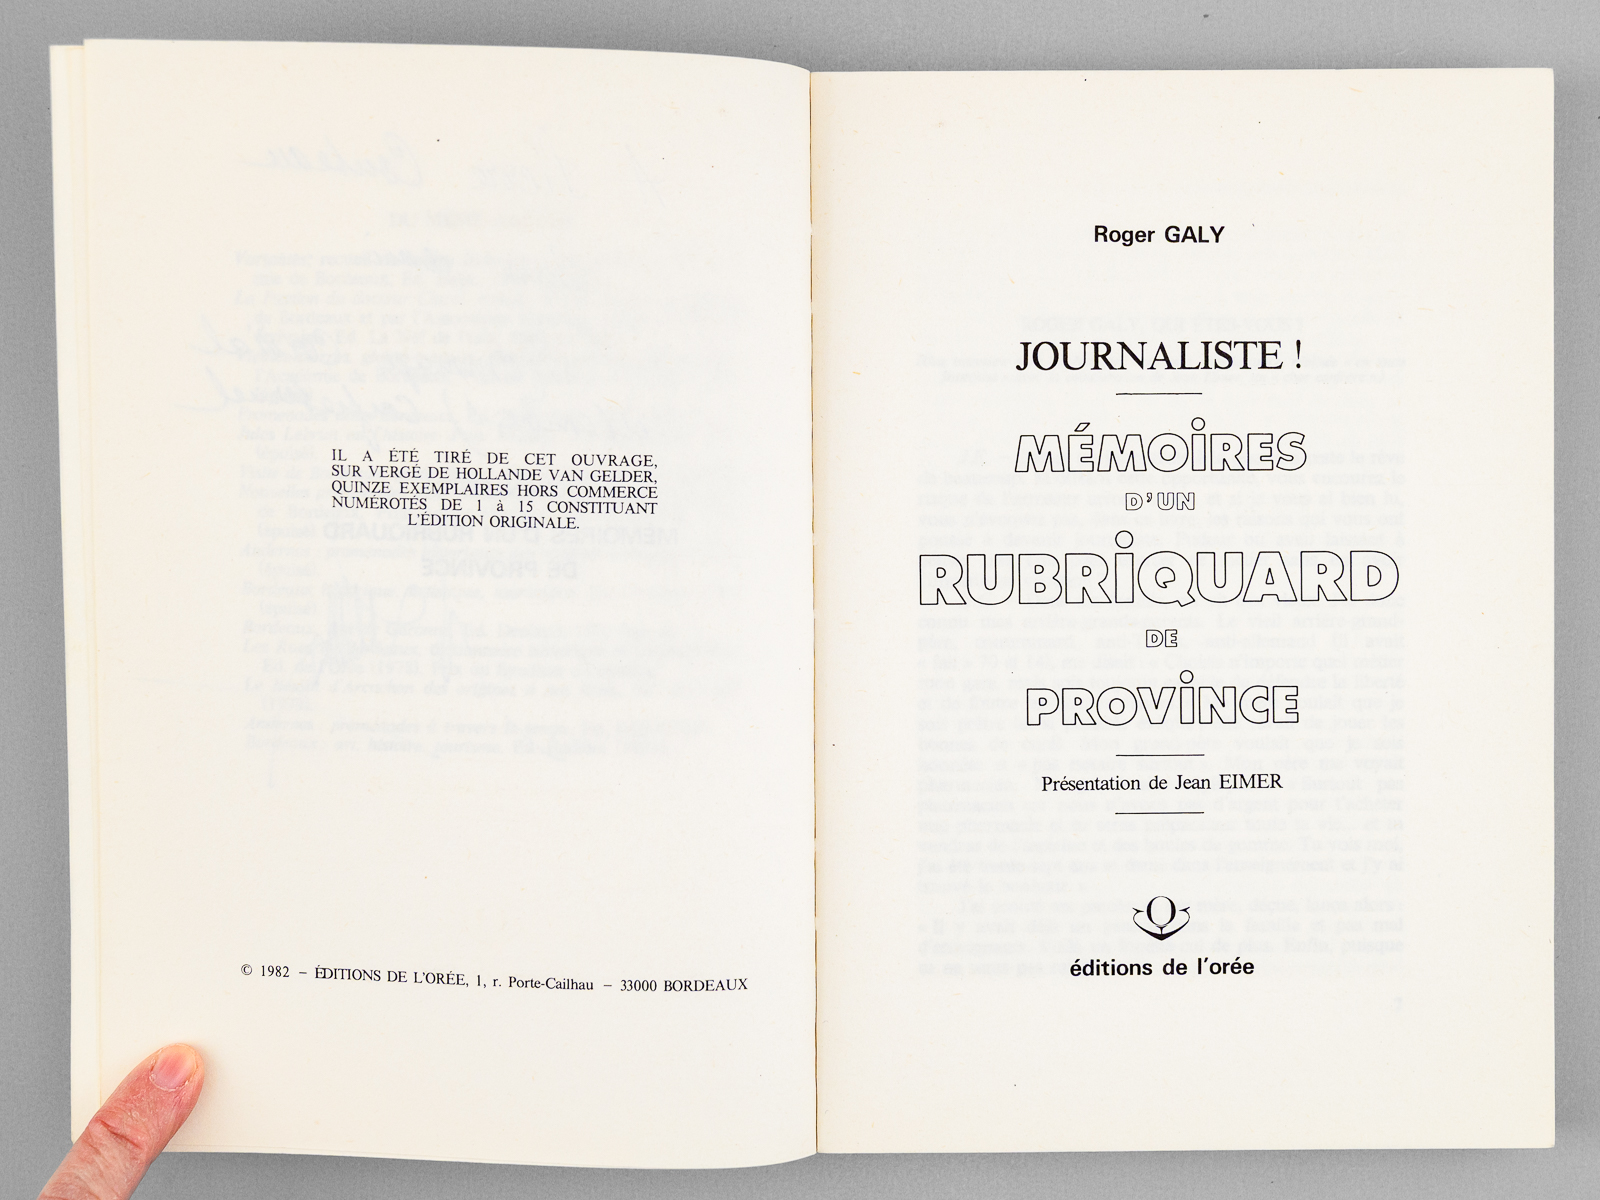 IL A ÉTÉ TIRÉ DE CET OUVRAGE,
SUR VERGÉ DE HOLLANDE VAN GELDER,
QUINZE EXEMPLAIRES HORS COMMERCE
NUMÉROTÉS DE 1 à 15 CONSTITUANT
L'ÉDITION ORIGINALE.
© 1982 – ÉDITIONS DE L'ORÉE, 1, r. Porte-Cailhau – 33000 BORDEAUX
Roger GALY
JOURNALISTE !
MÉMOIRES
D'UN
RUBRIQUARD
DE
PROVINCE
Présentation de Jean EIMER
éditions de l'orée